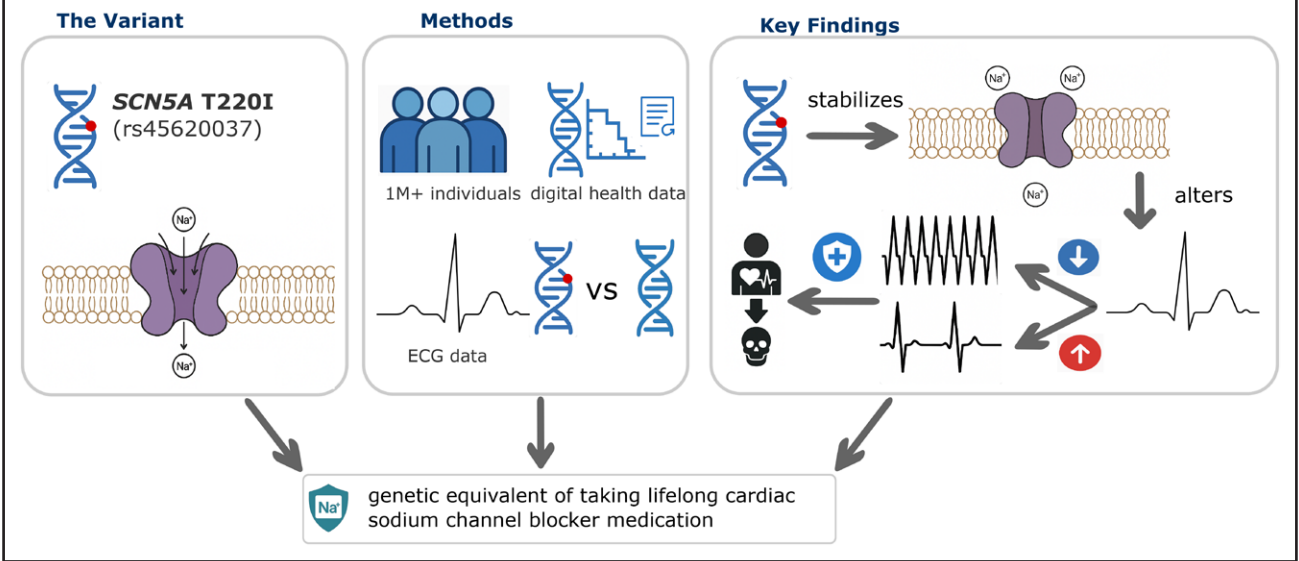 The Variant
SCN5A T220I
(rs45620037)
Na⁺
Na⁺
Methods
1M+ individuals
digital health data
ECG data
vs
Key Findings
stabilizes
Na⁺
Na⁺
Na⁺
alters
Na⁺
genetic equivalent of taking lifelong cardiac
sodium channel blocker medication